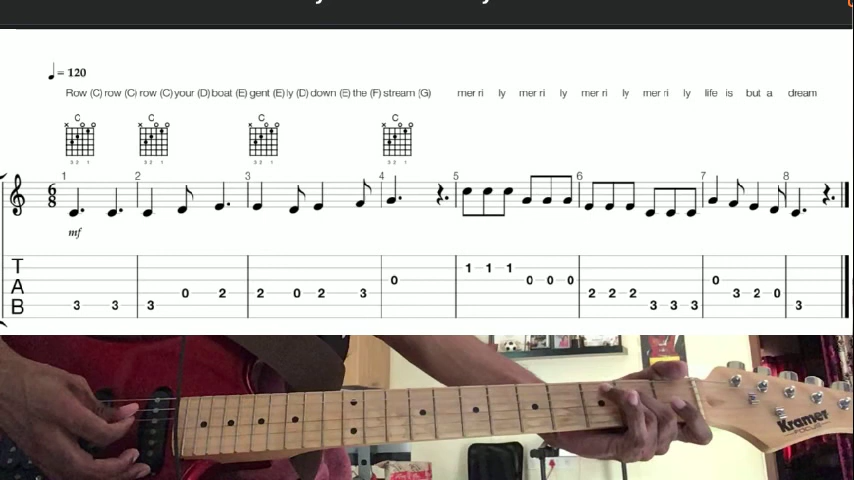 = 120
Row (C) row (C) row (C) your (D) boat (E) gent (E) ly (D) down (E) the (F) stream (G) mer ri ly mer ri ly mer ri ly mer ri ly life is but a dream
C C C C
1 2 3 4 5 6 7 8
6
8
mf
T 1 1 1
A 0 0 0 0 0
0 2 2 0 2 3 2 2 2 3 2 0
B 3 3 3 3 3 3 3
Kramer
FOCUS